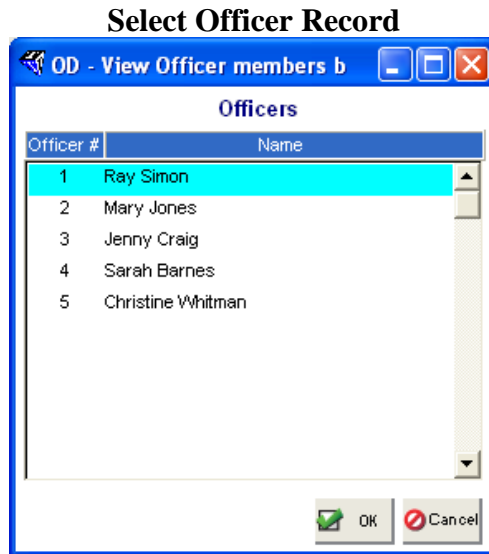 Select Officer Record
OD - View Officer members b
Officers
Officer # Name
1 Ray Simon
2 Mary Jones
3 Jenny Craig
4 Sarah Barnes
5 Christine Whitman
OK Cancel